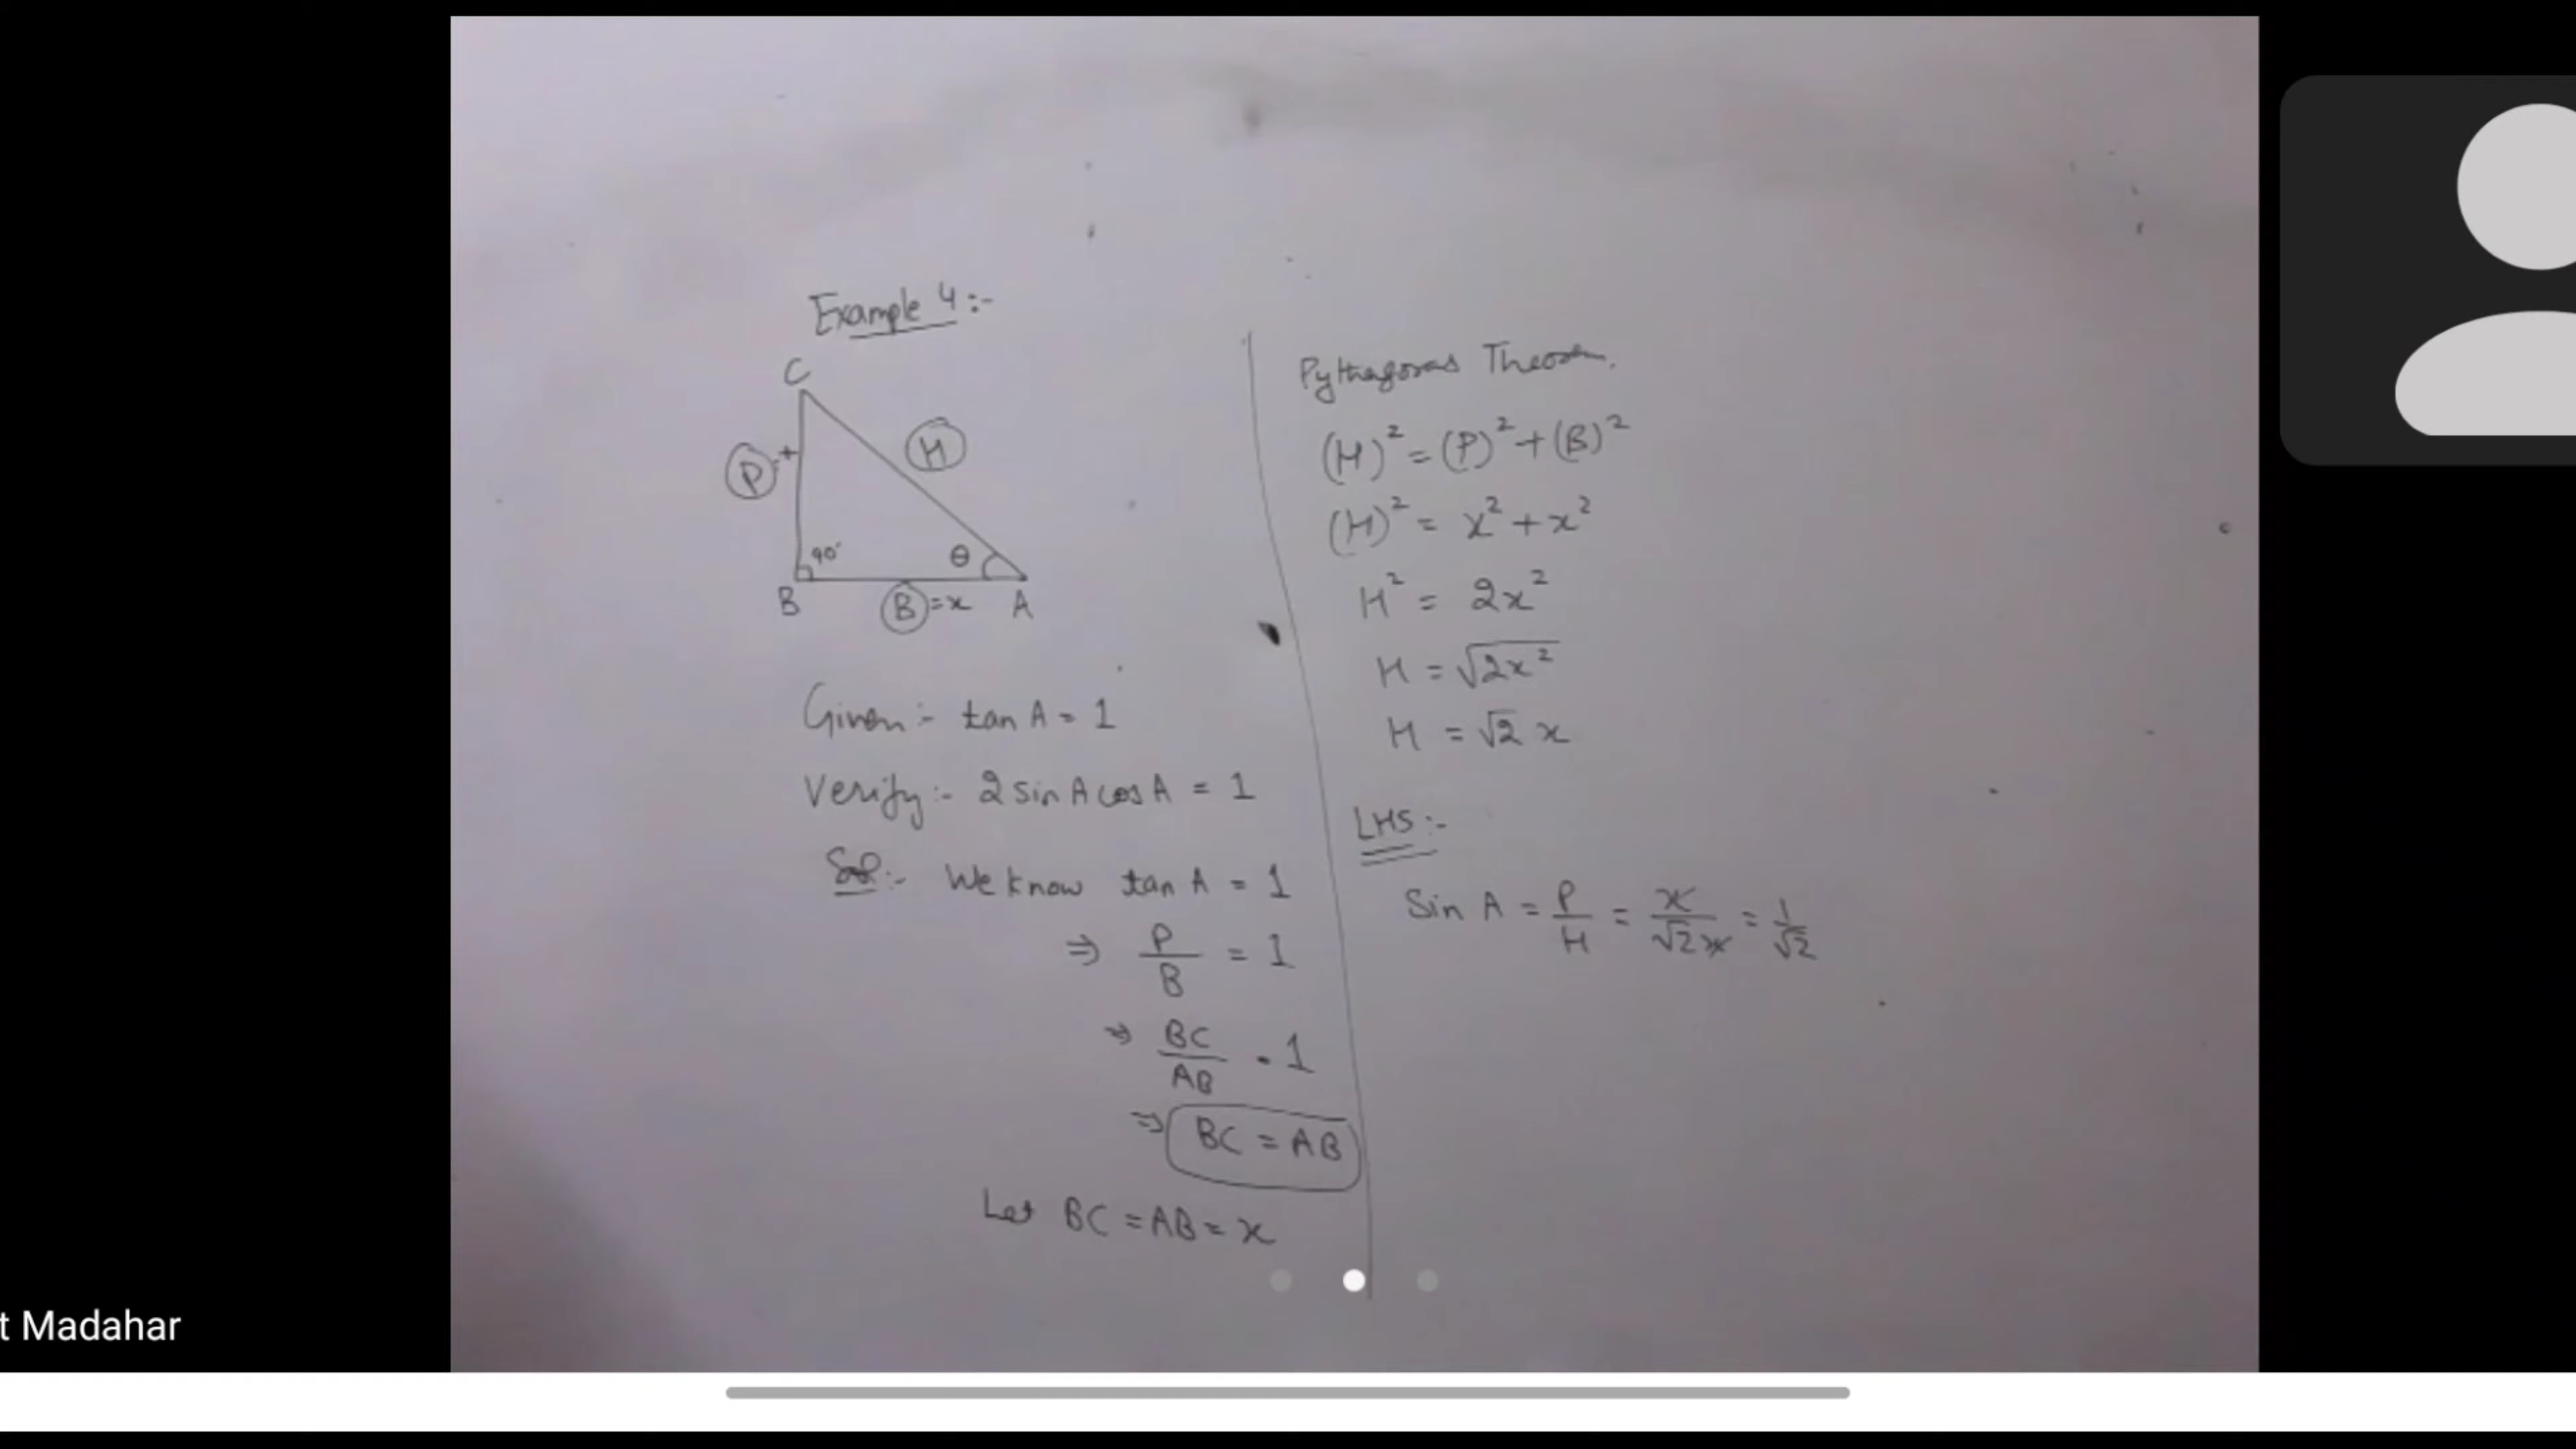 Example 4:-
C
P = x
H
90°
θ
B
B = x
A
Given:- tan A = 1
Verify:- 2 sin A cos A = 1
Sol:- We know tan A = 1
⇒ P/B = 1
⇒ BC/AB = 1
⇒ BC = AB
Let BC = AB = x
Pythagoras Theorem.
(H)² = (P)² + (B)²
(H)² = x² + x²
H² = 2x²
H = √2x²
H = √2 x
LHS:-
Sin A = P/H = x/√2x = 1/√2
t Madahar